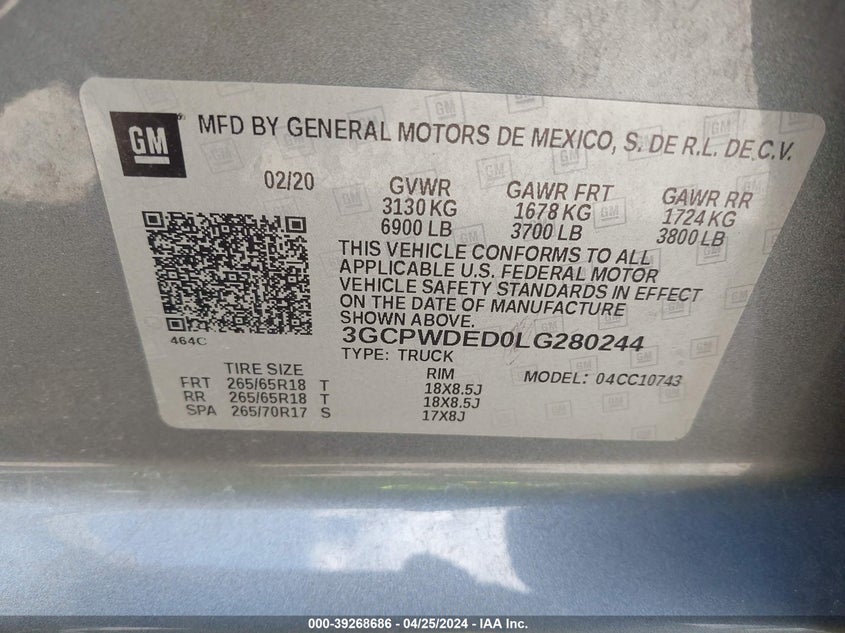 GM
MFD BY GENERAL MOTORS DE MEXICO, S. DE R.L. DE C.V.
02/20
GVWR GAWR FRT GAWR RR
3130 KG 1678 KG 1724 KG
6900 LB 3700 LB 3800 LB
THIS VEHICLE CONFORMS TO ALL
APPLICABLE U.S. FEDERAL MOTOR
VEHICLE SAFETY STANDARDS IN EFFECT
ON THE DATE OF MANUFACTURE
SHOWN ABOVE.
464C
3GCPWDED0LG280244
TYPE: TRUCK
TIRE SIZE RIM MODEL: 04CC10743
FRT 265/65R18 T 18X8.5J
RR 265/65R18 T 18X8.5J
SPA 265/70R17 S 17X8J
000-39268686 / 04/25/2024 - IAA Inc.